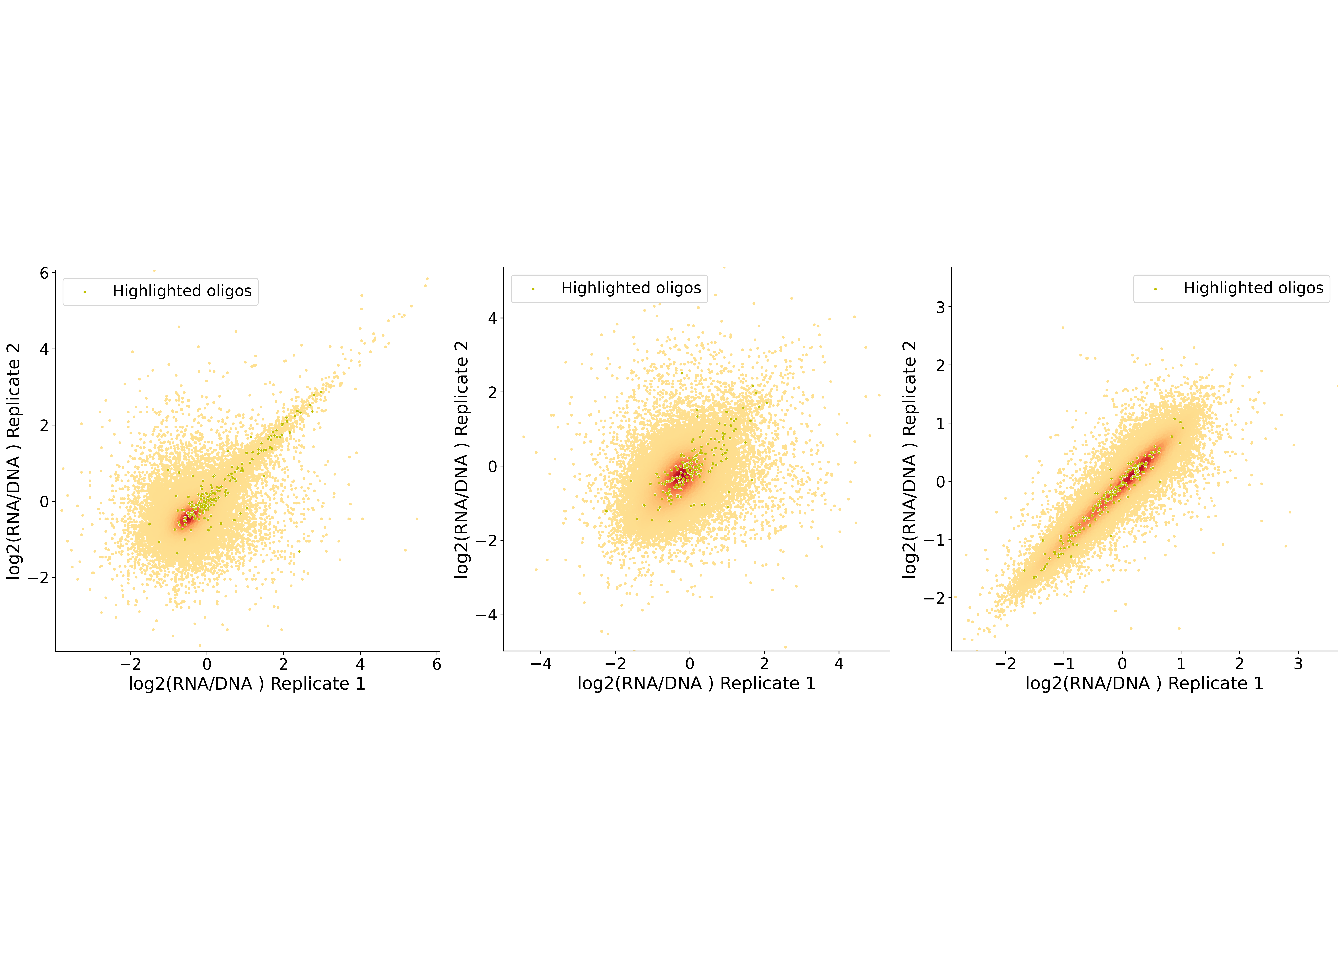 Highlighted oligos
log2(RNA/DNA ) Replicate 2
6
4
2
0
−2
−2 0 2 4 6
log2(RNA/DNA ) Replicate 1
Highlighted oligos
log2(RNA/DNA ) Replicate 2
4
2
0
−2
−4
−4 −2 0 2 4
log2(RNA/DNA ) Replicate 1
Highlighted oligos
log2(RNA/DNA ) Replicate 2
3
2
1
0
−1
−2
−2 −1 0 1 2 3
log2(RNA/DNA ) Replicate 1